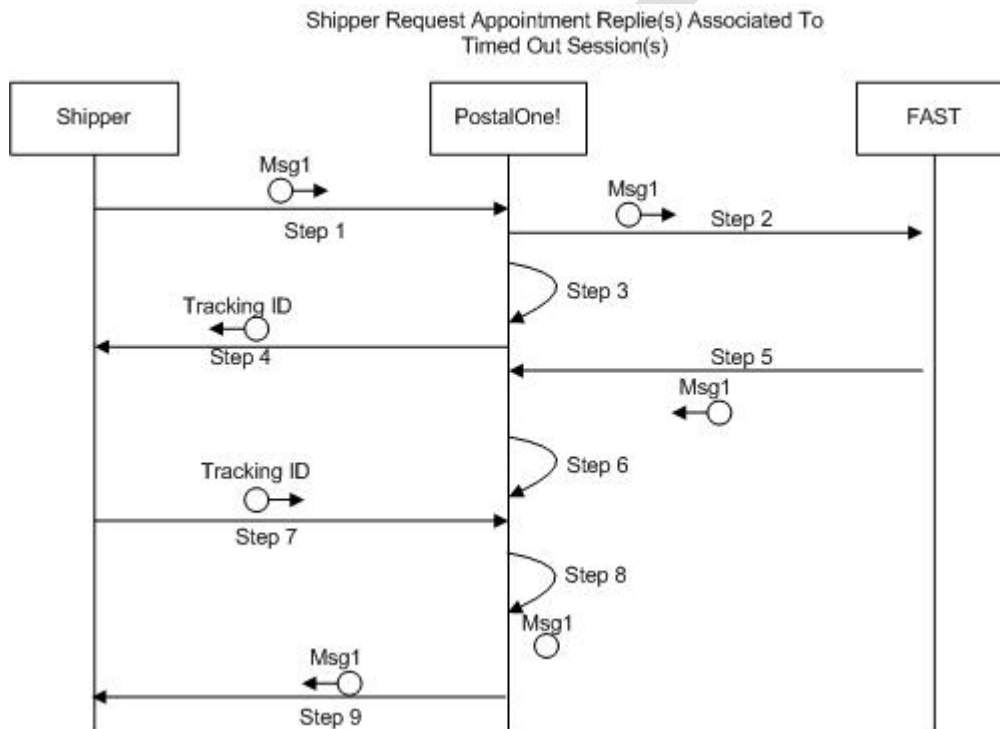 Shipper Request Appointment Replie(s) Associated To
Timed Out Session(s)
Shipper
PostalOne!
FAST
Msg1
Step 1
Msg1
Step 2
Step 3
Tracking ID
Step 4
Step 5
Msg1
Step 6
Tracking ID
Step 7
Step 8
Msg1
Msg1
Step 9